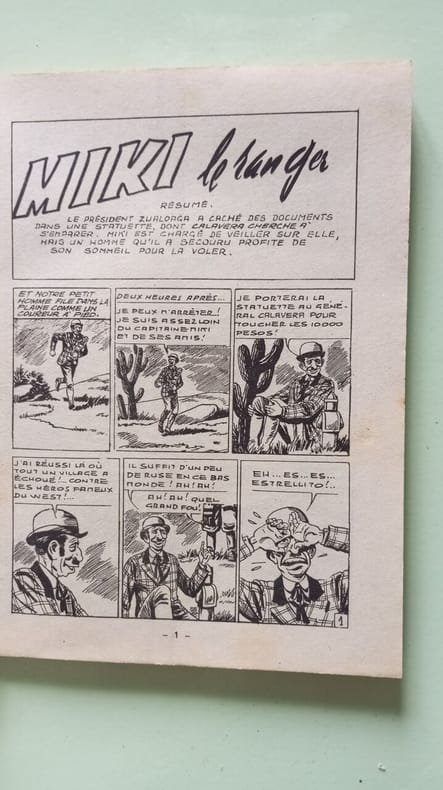 MIKI le ranger
RÉSUMÉ.
LE PRÉSIDENT ZUALORGA A CACHÉ DES DOCUMENTS
DANS UNE STATUETTE, DONT CALAVERA CHERCHE À
S'EMPARER. MIKI EST CHARGÉ DE VEILLER SUR ELLE,
MAIS UN HOMME QU'IL A SECOURU PROFITE DE
SON SOMMEIL POUR LA VOLER.
ET NOTRE PETIT
HOMME FILE DANS LA
PLAINE COMME UN
COUREUR À PIED.
DEUX HEURES APRÈS...
JE PEUX M'ARRÊTER!
JE SUIS ASSEZ LOIN
DU CAPITAINE MIKI
ET DE SES AMIS!
JE PORTERAI LA
STATUETTE AU GÉNÉ-
RAL CALAVERA POUR
TOUCHER LES 10000
PESOS!
J'AI RÉUSSI LÀ OÙ
TOUT UN VILLAGE A
ÉCHOUÉ!... CONTRE
LES HÉROS FAMEUX
DU WEST!...
IL SUFFIT D'UN PEU
DE RUSE EN CE BAS
MONDE! AH! AH!
AH! AH! QUEL
GRAND FOU!
EH... ES... ES...
ESTRELLITO!..
1
- 1 -